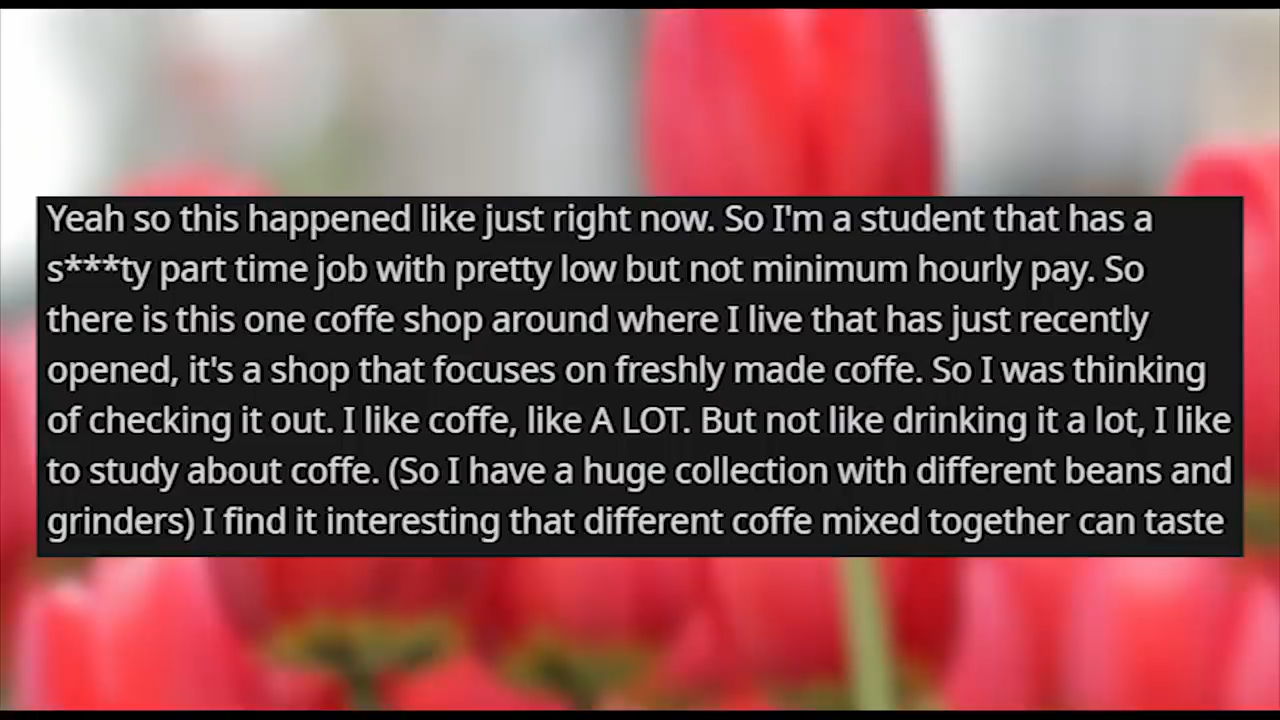 Yeah so this happened like just right now. So I'm a student that has a
s***ty part time job with pretty low but not minimum hourly pay. So
there is this one coffe shop around where I live that has just recently
opened, it's a shop that focuses on freshly made coffe. So I was thinking
of checking it out. I like coffe, like A LOT. But not like drinking it a lot, I like
to study about coffe. (So I have a huge collection with different beans and
grinders) I find it interesting that different coffe mixed together can taste